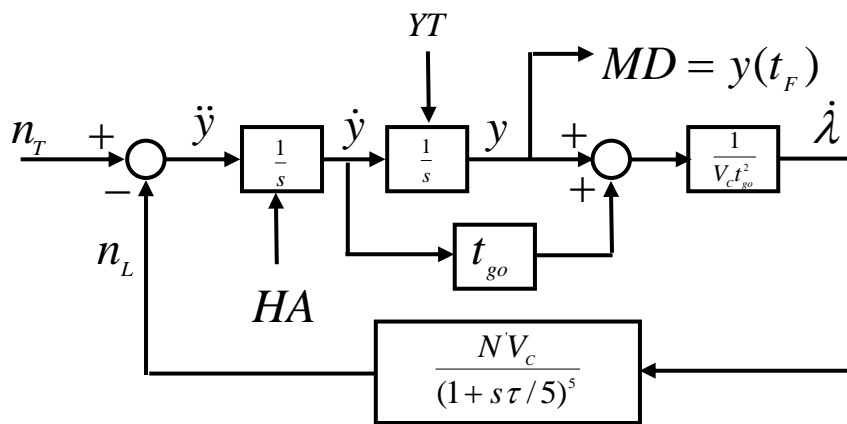 YT
MD = y(t_F)
n_T
+
ÿ
1/s
ẏ
1/s
y
+
1/(V_C t_go^2)
λ̇
−
+
n_L
t_go
HA
N'V_C/(1+sτ/5)^5